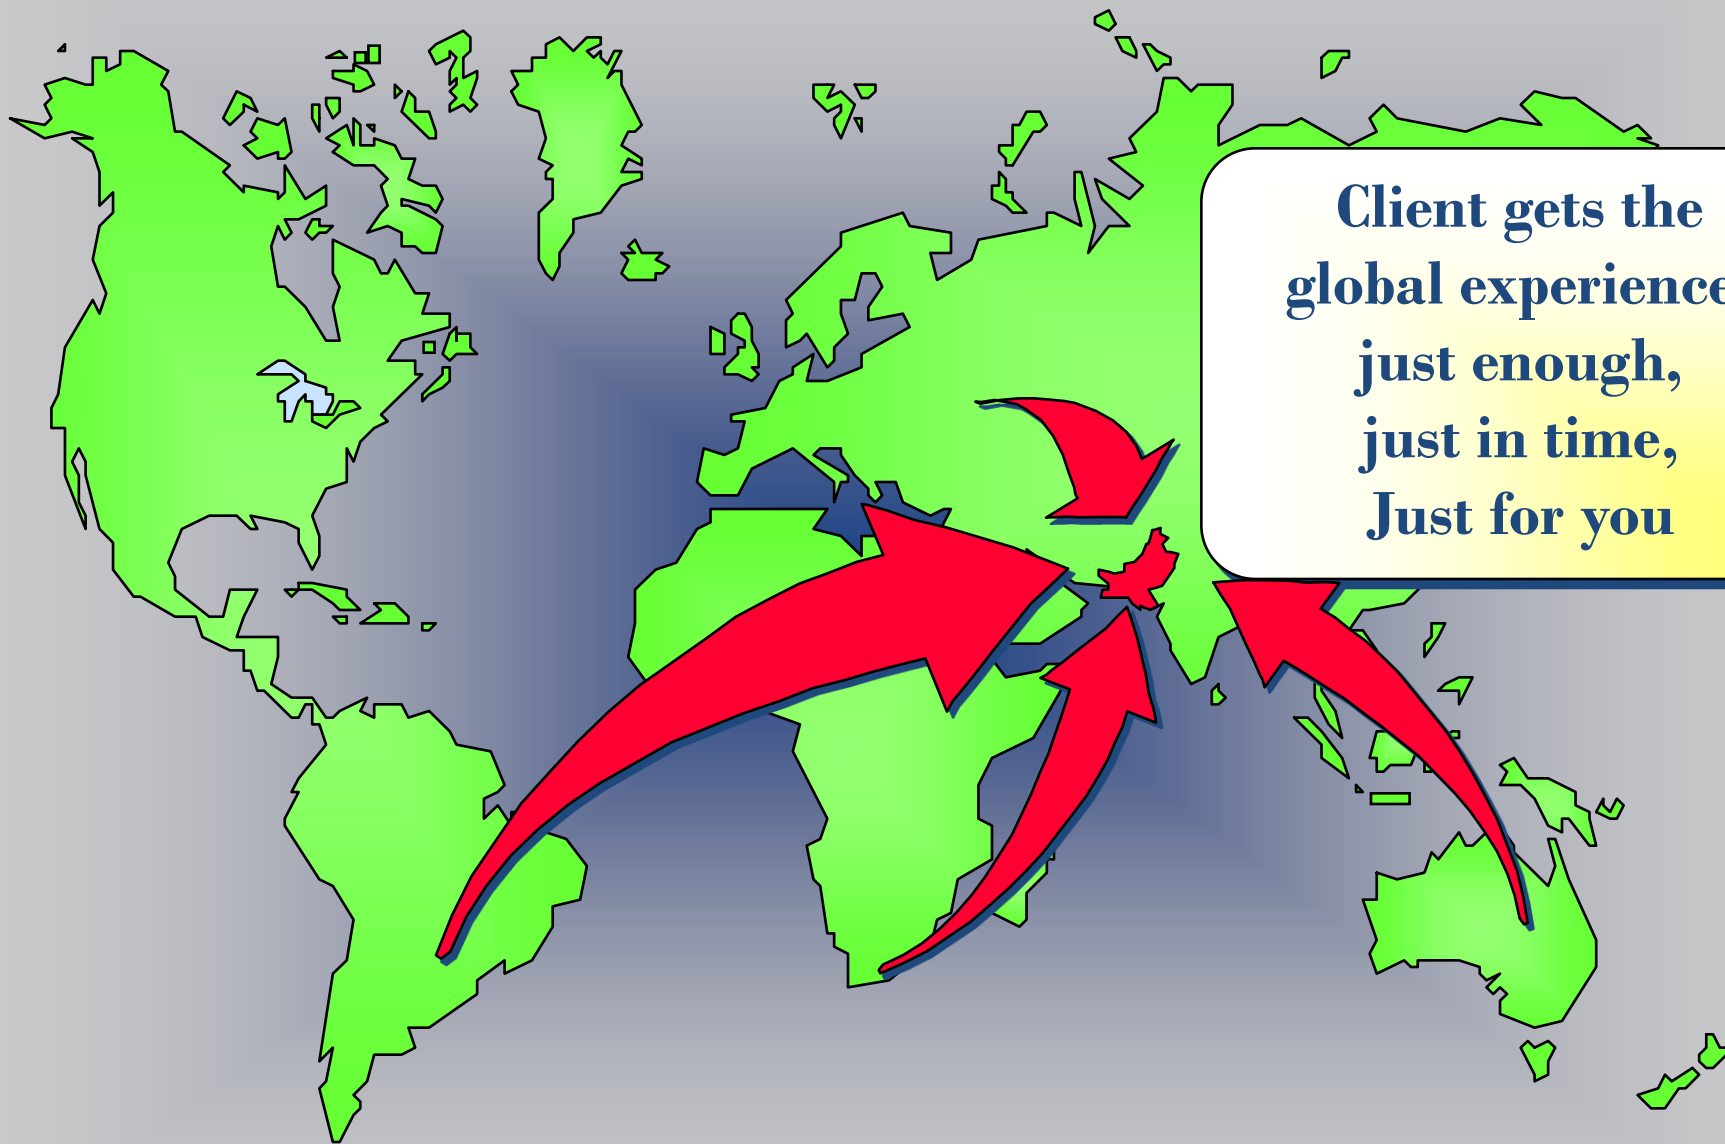 Client gets the
global experience
just enough,
just in time,
Just for you